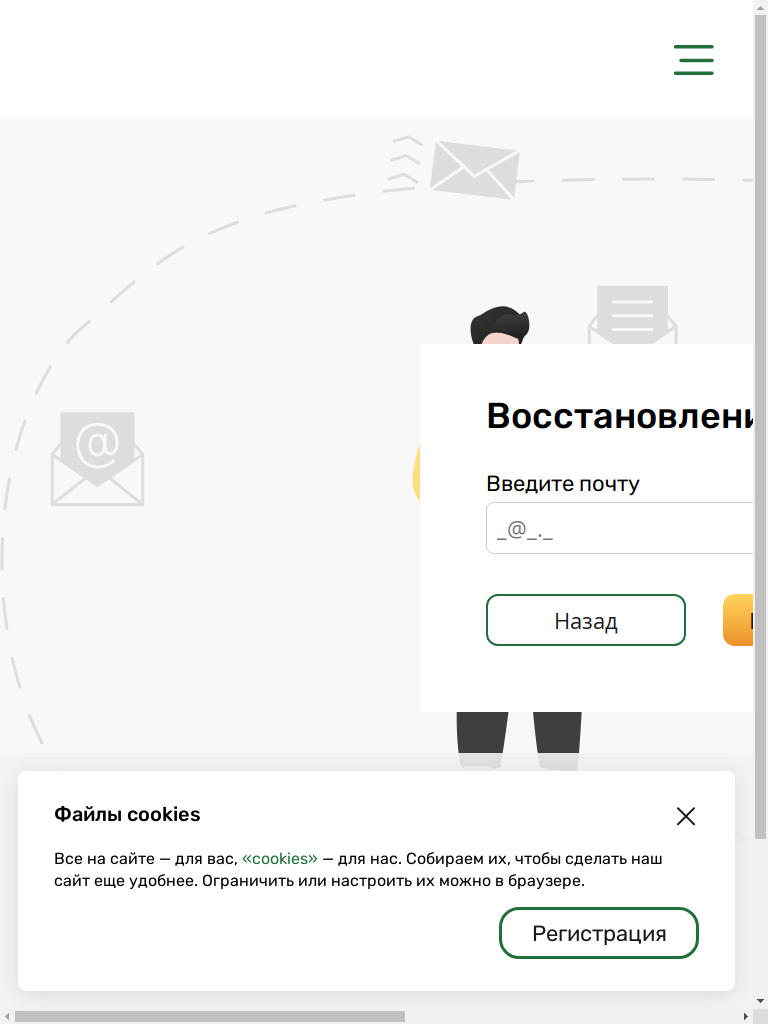 Введите почту
_@_._
Назад
Файлы cookies
Все на сайте — для вас, «cookies» — для нас. Собираем их, чтобы сделать наш
сайт еще удобнее. Ограничить или настроить их можно в браузере.
Регистрация